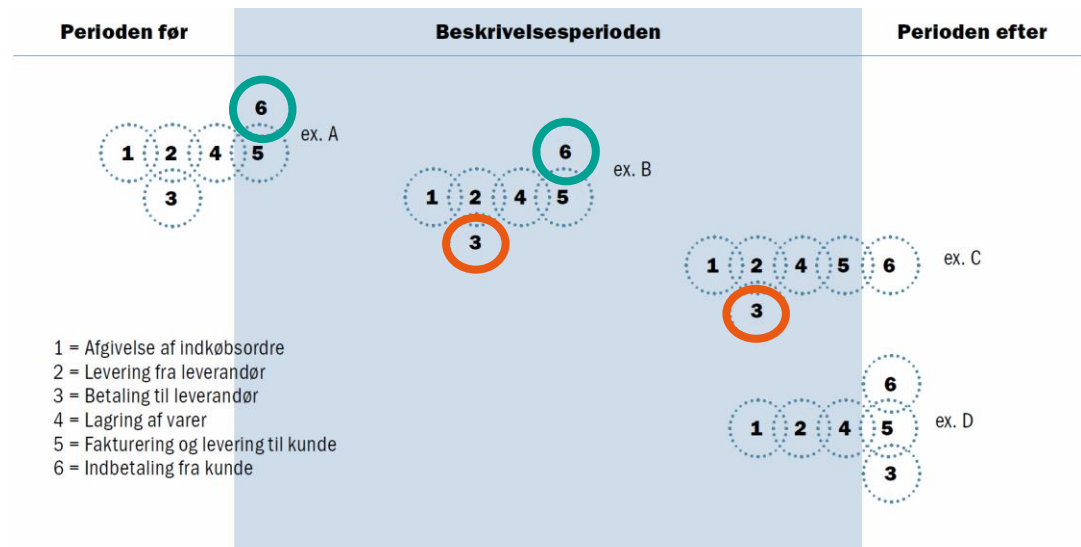 Perioden før Beskrivelsesperioden Perioden efter
6
1 2 4 5 ex. A
3
6
1 2 4 5 ex. B
3
1 2 4 5 6 ex. C
3
1 = Afgivelse af indkøbsordre
2 = Levering fra leverandør
3 = Betaling til leverandør
4 = Lagring af varer
5 = Fakturering og levering til kunde
6 = Indbetaling fra kunde
6
1 2 4 5 ex. D
3